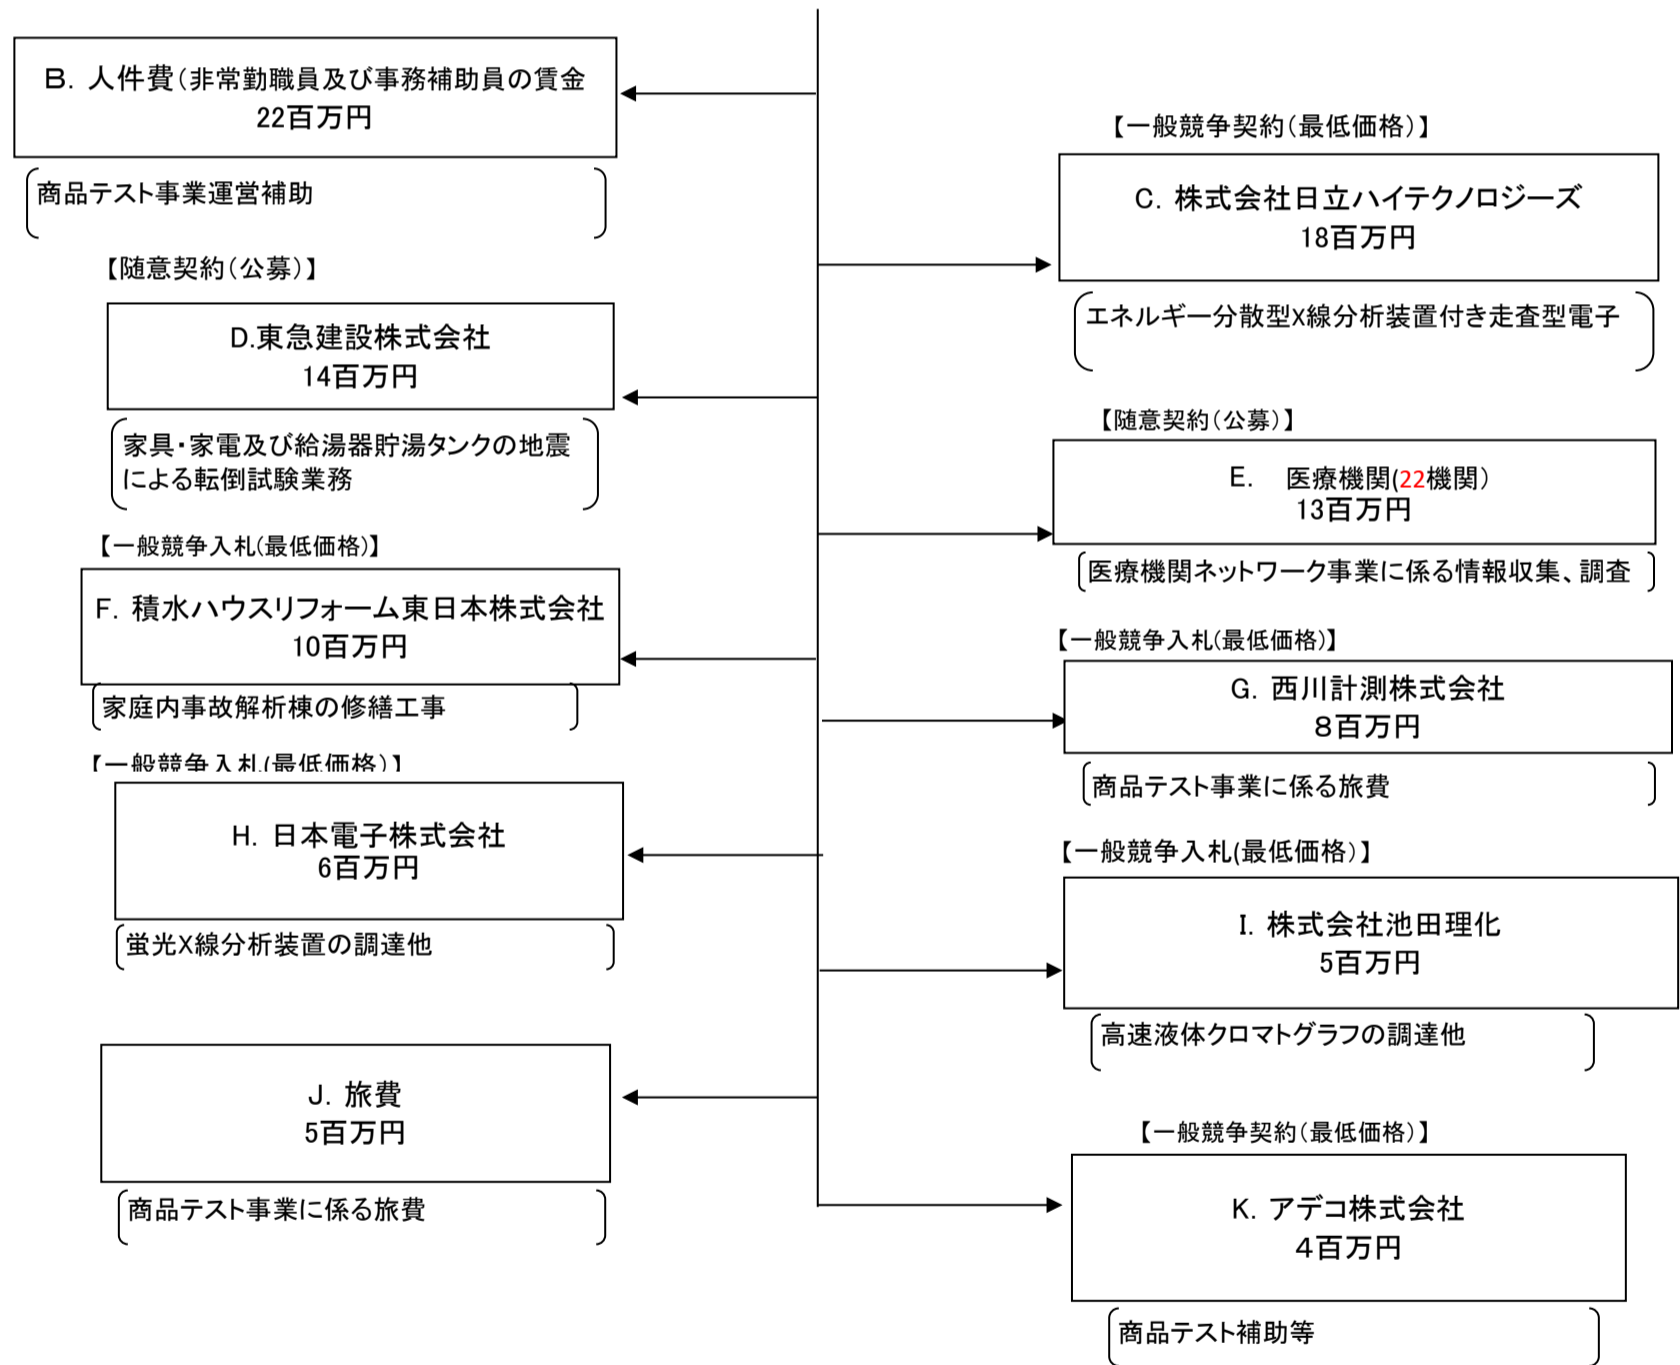 B. 人件費（非常勤職員及び事務補助員の賃金
22百万円
商品テスト事業運営補助
【一般競争契約（最低価格）】
C. 株式会社日立ハイテクノロジーズ
18百万円
エネルギー分散型X線分析装置付き走査型電子
【随意契約（公募）】
D.東急建設株式会社
14百万円
家具・家電及び給湯器貯湯タンクの地震
による転倒試験業務
【随意契約（公募）】
E. 医療機関(22機関）
13百万円
医療機関ネットワーク事業に係る情報収集、調査
【一般競争入札(最低価格)】
F. 積水ハウスリフォーム東日本株式会社
10百万円
家庭内事故解析棟の修繕工事
【一般競争入札(最低価格)】
G. 西川計測株式会社
８百万円
商品テスト事業に係る旅費
【一般競争入札(最低価格）】
H. 日本電子株式会社
6百万円
蛍光X線分析装置の調達他
【一般競争入札(最低価格）】
I. 株式会社池田理化
5百万円
高速液体クロマトグラフの調達他
J. 旅費
5百万円
商品テスト事業に係る旅費
【一般競争契約（最低価格）】
K. アデコ株式会社
４百万円
商品テスト補助等